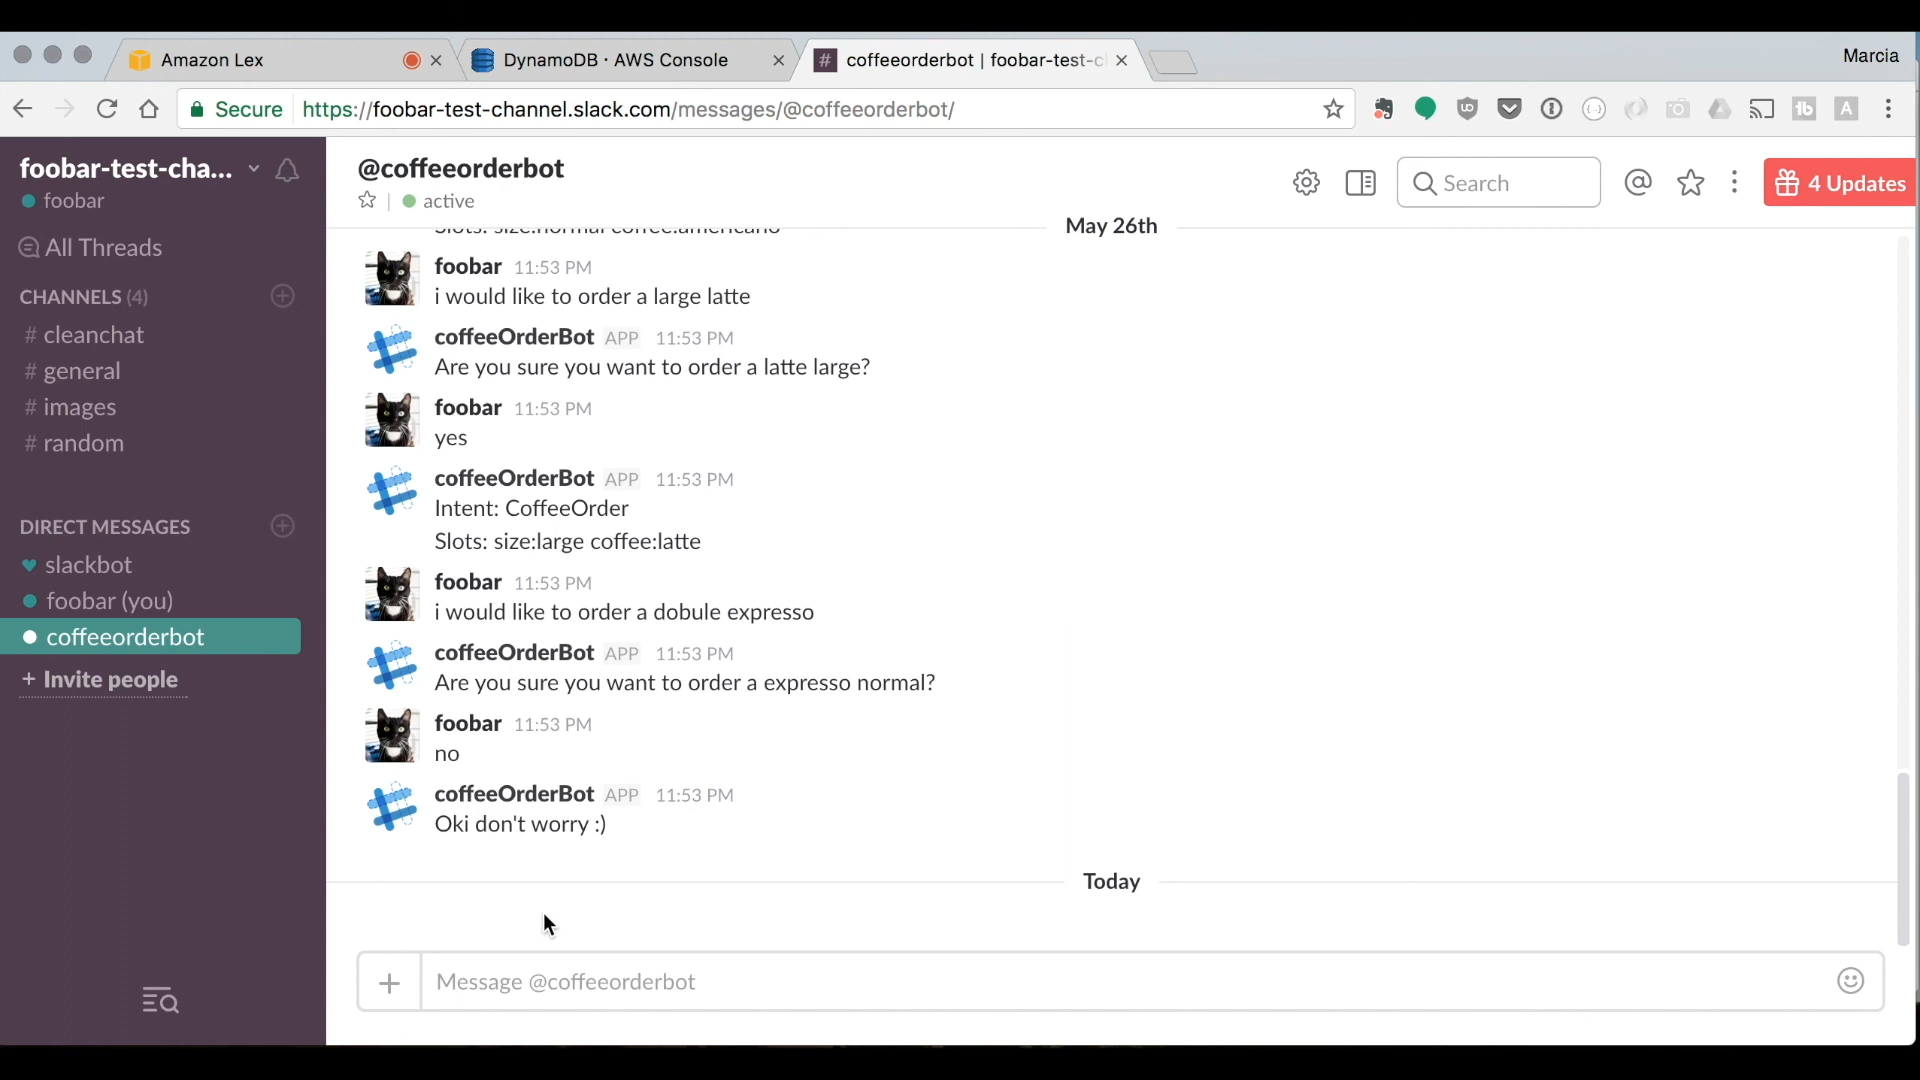 Amazon Lex
DynamoDB · AWS Console
coffeeorderbot | foobar-test-c
Marcia
Secure
https://foobar-test-channel.slack.com/messages/@coffeeorderbot/
foobar-test-cha...
foobar
All Threads
CHANNELS (4)
# cleanchat
# general
# images
# random
DIRECT MESSAGES
slackbot
foobar (you)
coffeeorderbot
+ Invite people
@coffeeorderbot
active
Search
4 Updates
May 26th
Slots: size:normal coffee:americano
foobar 11:53 PM
i would like to order a large latte
coffeeOrderBot APP 11:53 PM
Are you sure you want to order a latte large?
foobar 11:53 PM
yes
coffeeOrderBot APP 11:53 PM
Intent: CoffeeOrder
Slots: size:large coffee:latte
foobar 11:53 PM
i would like to order a dobule expresso
coffeeOrderBot APP 11:53 PM
Are you sure you want to order a expresso normal?
foobar 11:53 PM
no
coffeeOrderBot APP 11:53 PM
Oki don't worry :)
Today
Message @coffeeorderbot